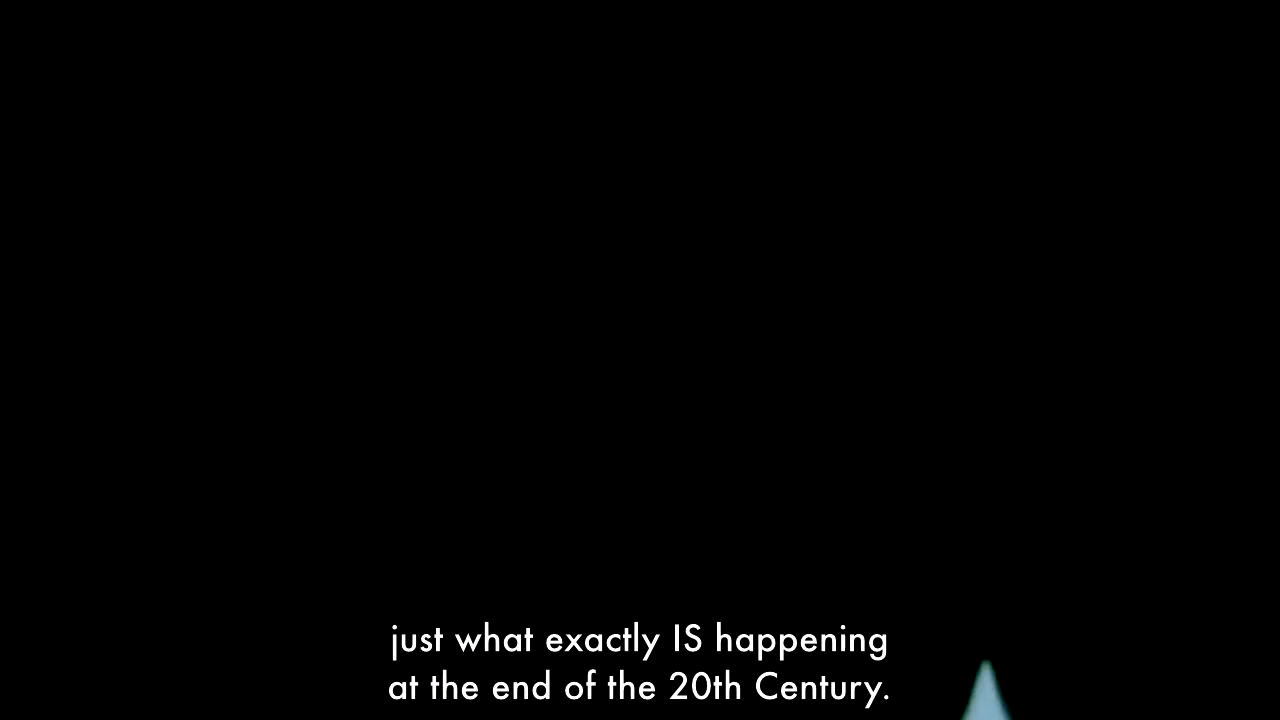 just what exactly IS happening
at the end of the 20th Century.